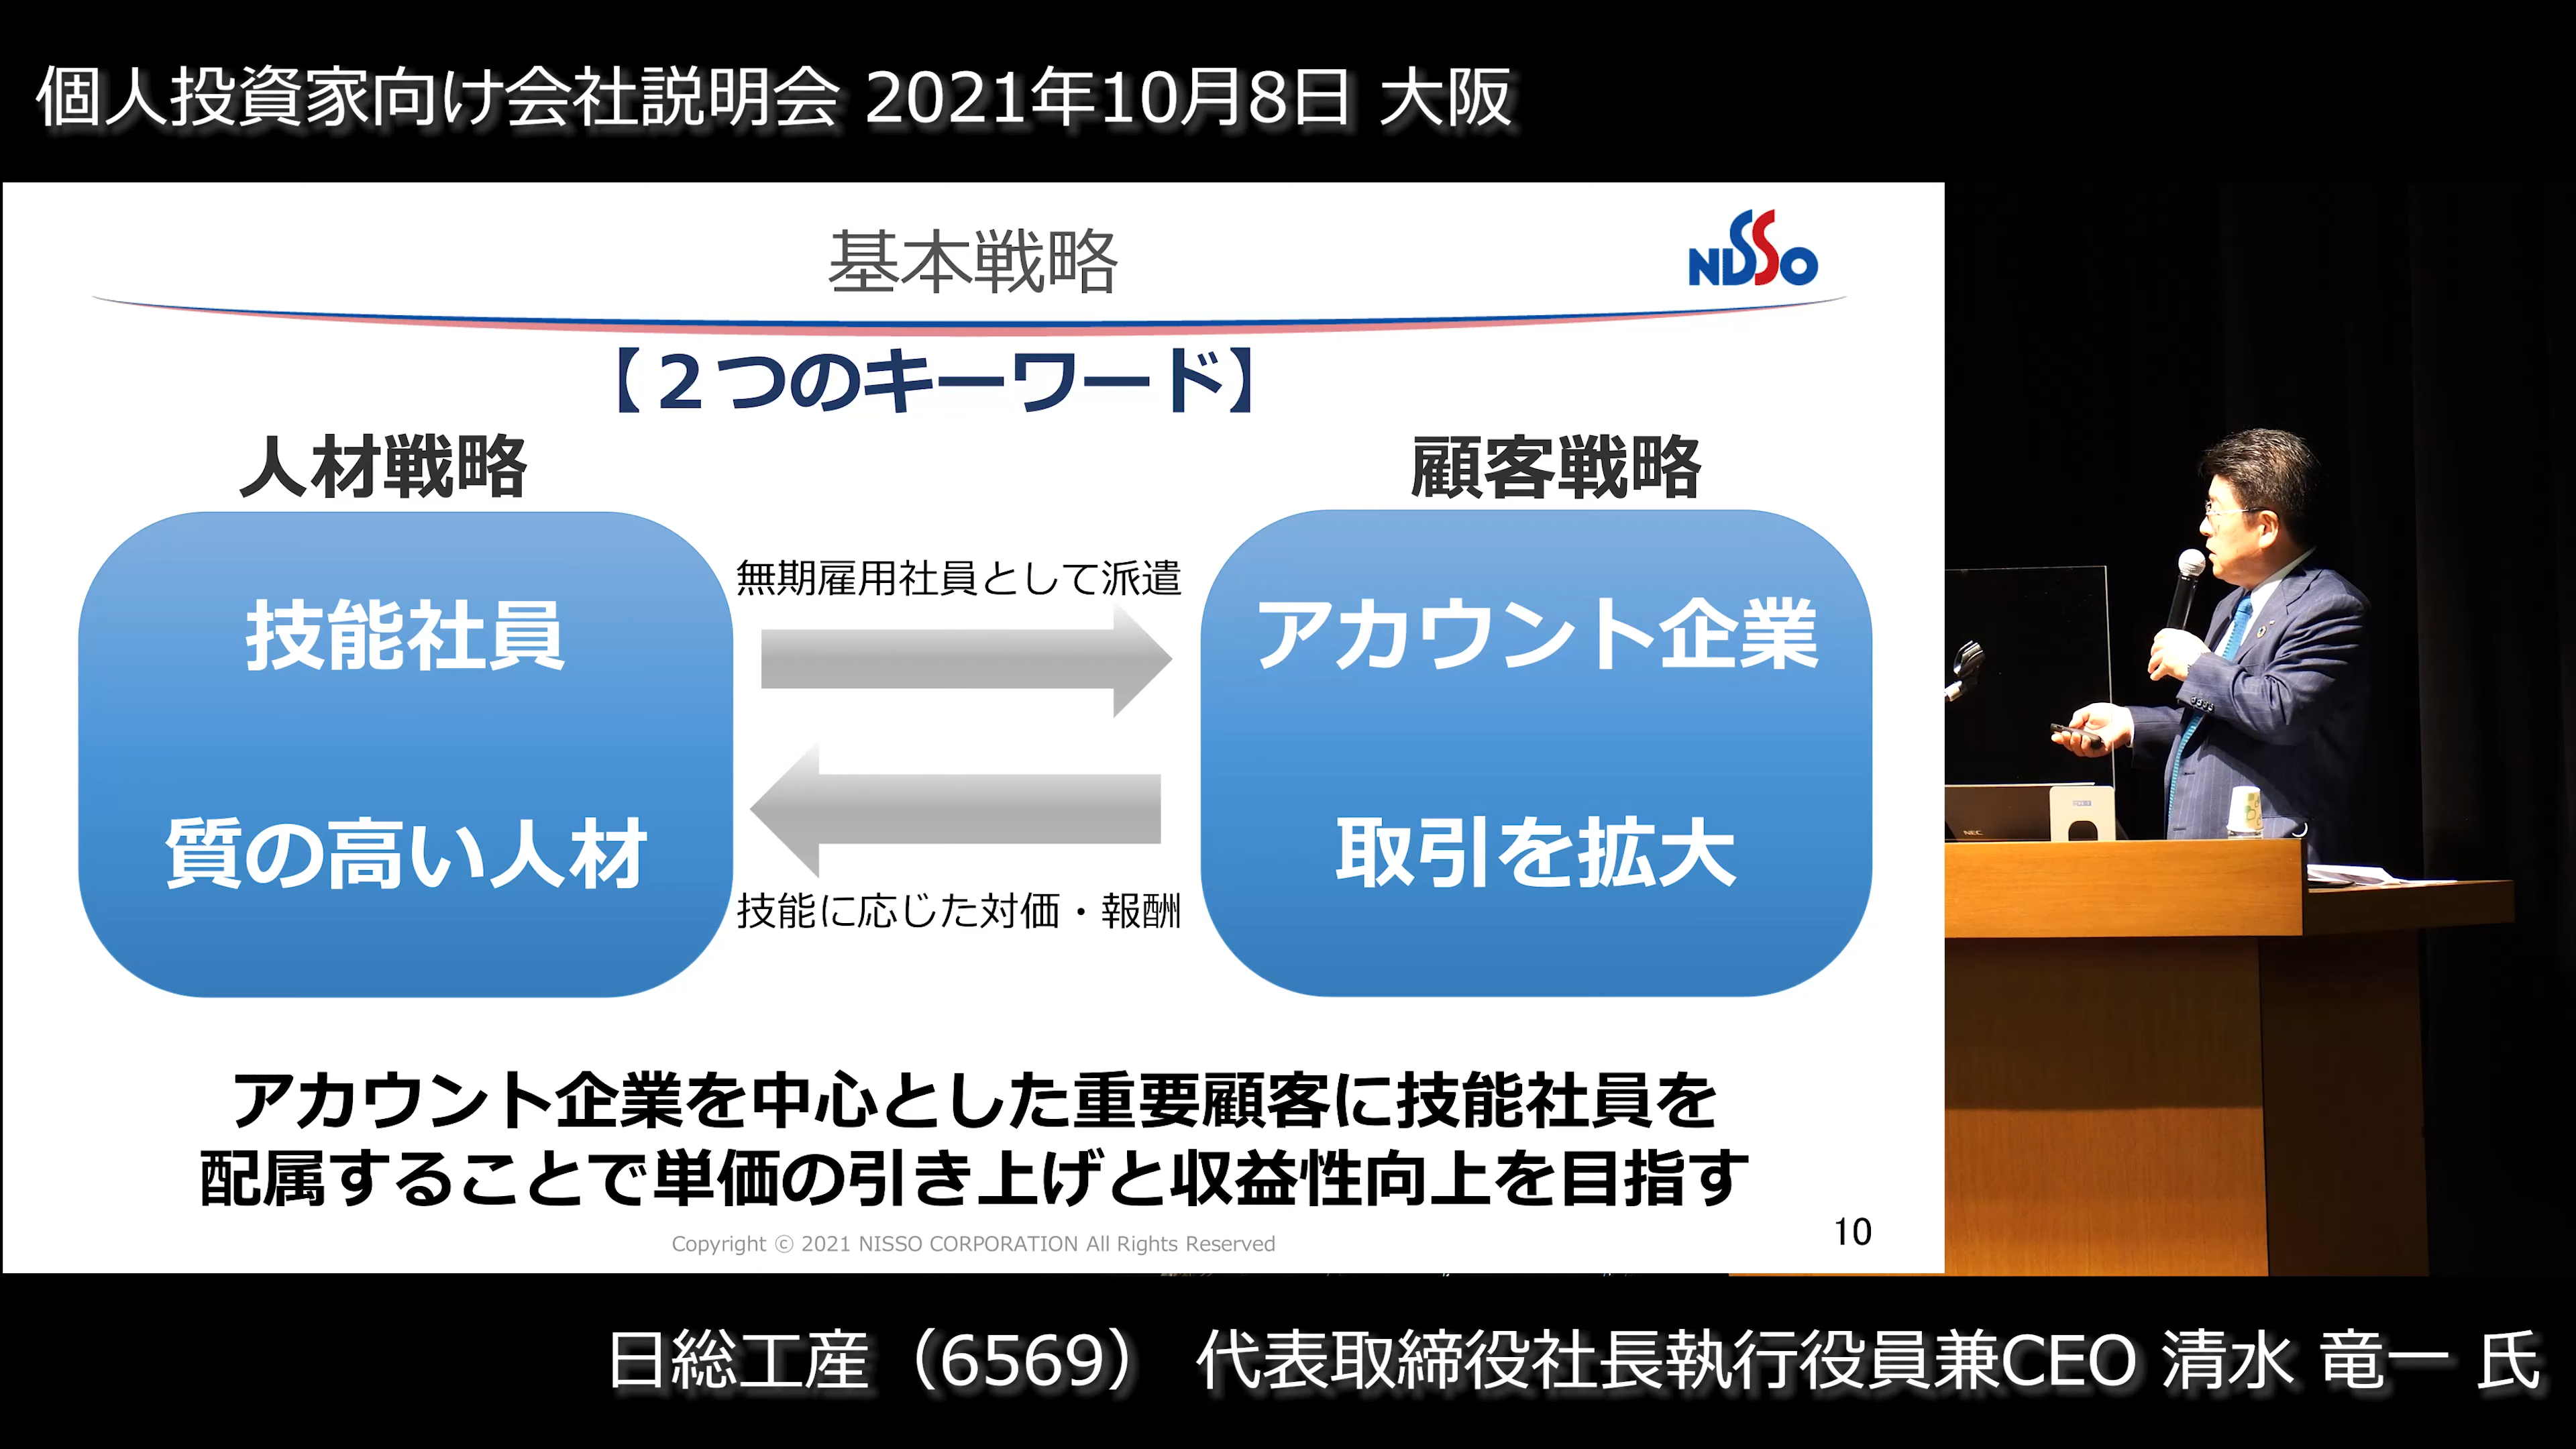 個人投資家向け会社説明会 2021年10月8日 大阪
基本戦略
NISSO
【２つのキーワード】
人材戦略
顧客戦略
無期雇用社員として派遣
技能社員
アカウント企業
質の高い人材
取引を拡大
技能に応じた対価・報酬
アカウント企業を中心とした重要顧客に技能社員を
配属することで単価の引き上げと収益性向上を目指す
Copyright © 2021 NISSO CORPORATION All Rights Reserved
10
NEC
日総工産（6569） 代表取締役社長執行役員兼CEO 清水 竜一 氏